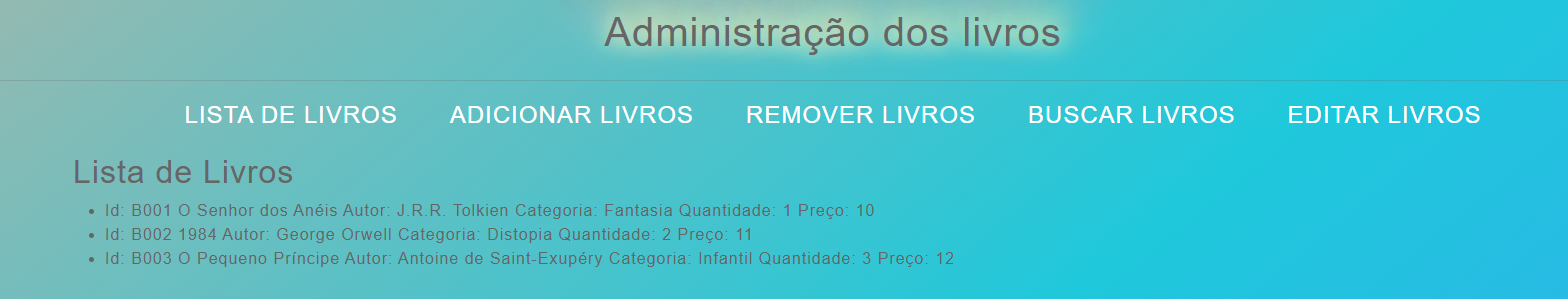 Administração dos livros
LISTA DE LIVROS ADICIONAR LIVROS REMOVER LIVROS BUSCAR LIVROS EDITAR LIVROS
Lista de Livros
• Id: B001 O Senhor dos Anéis Autor: J.R.R. Tolkien Categoria: Fantasia Quantidade: 1 Preço: 10
• Id: B002 1984 Autor: George Orwell Categoria: Distopia Quantidade: 2 Preço: 11
• Id: B003 O Pequeno Príncipe Autor: Antoine de Saint-Exupéry Categoria: Infantil Quantidade: 3 Preço: 12